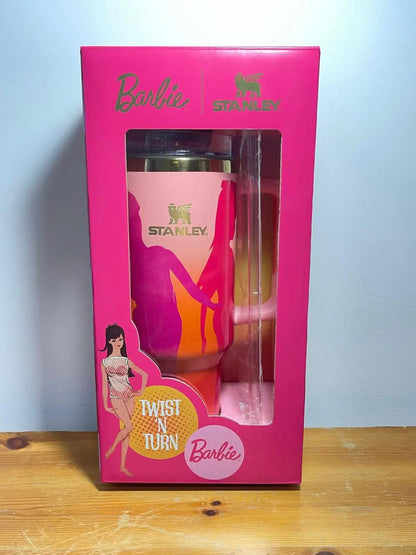 Barbie
STANLEY
STANLEY
TWIST
'N
TURN
Barbie